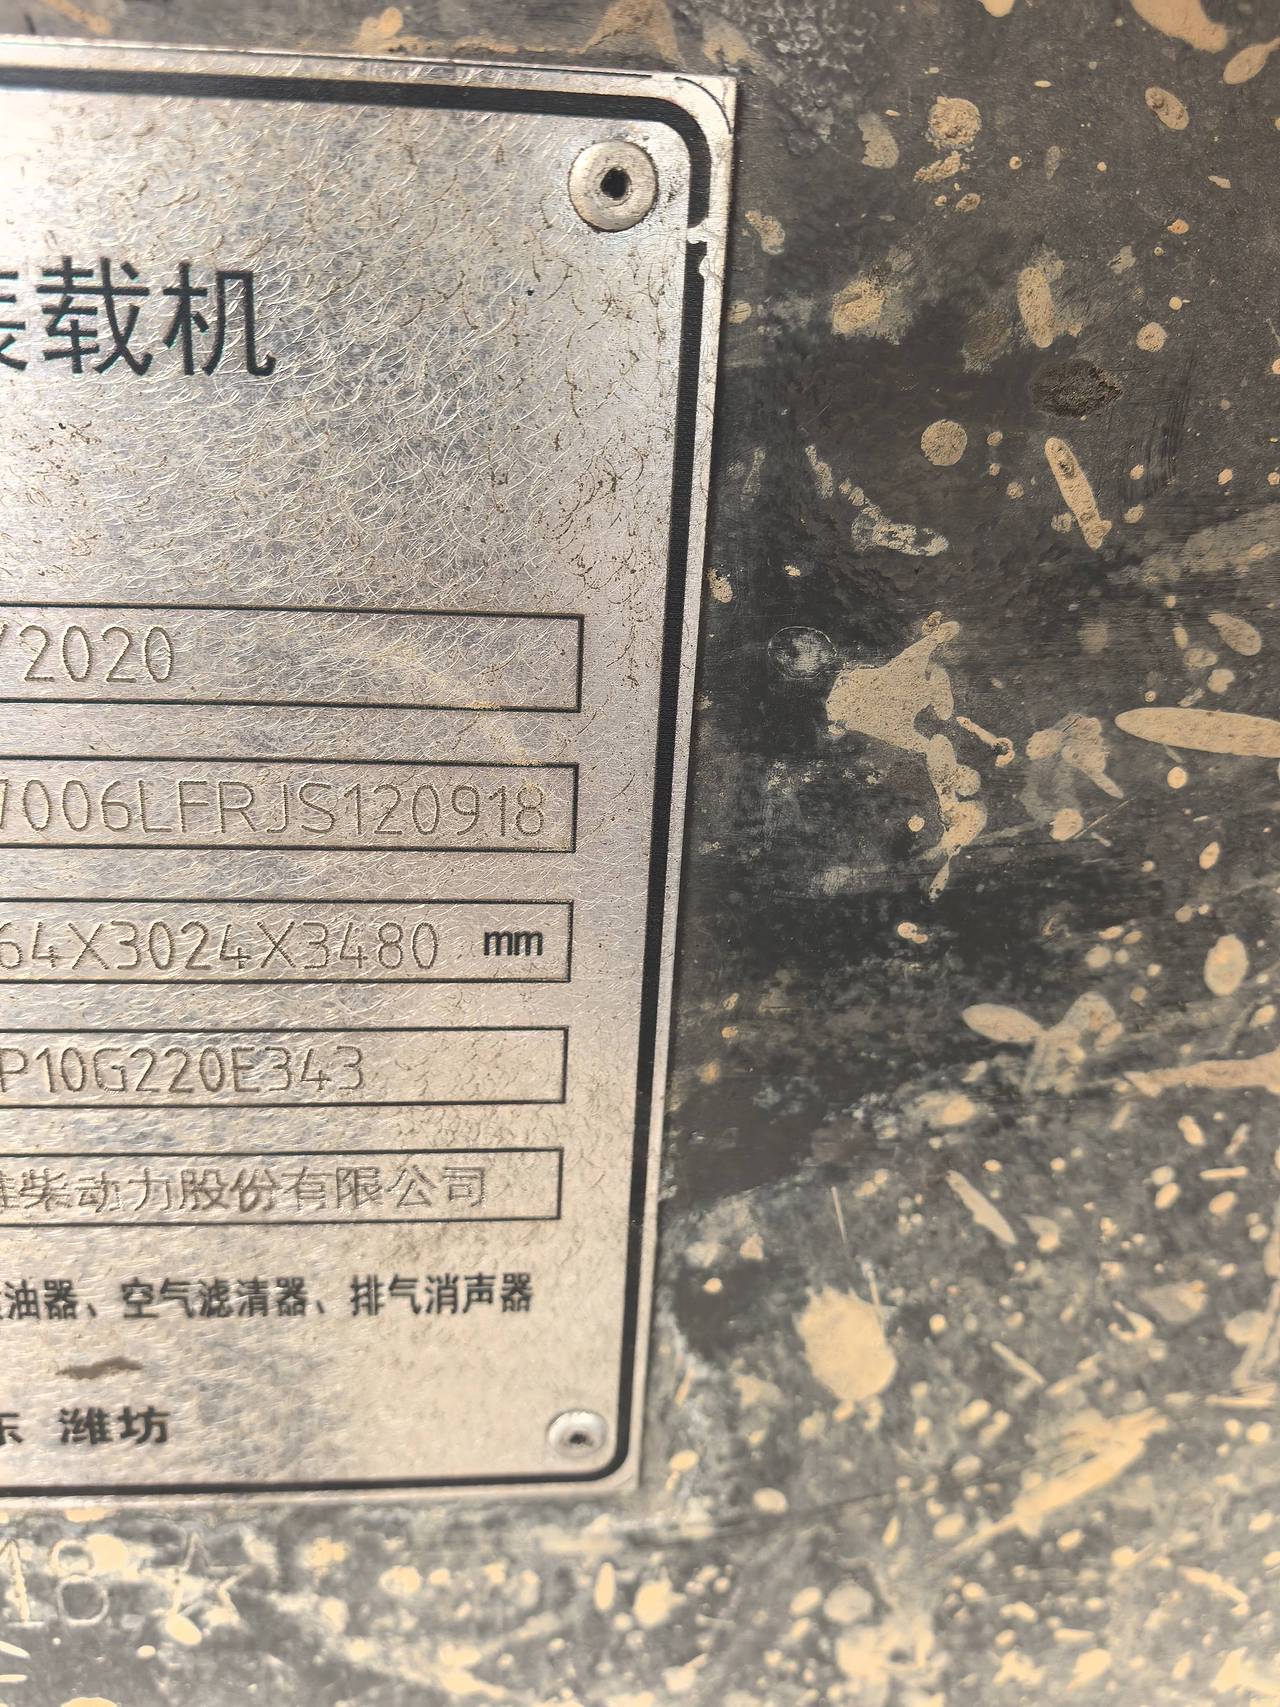 装载机
/2020
7006LFRJS120918
64X3024X3480 mm
P10G220E343
柴动力股份有限公司
油器、空气滤清器、排气消声器
潍坊
18☆